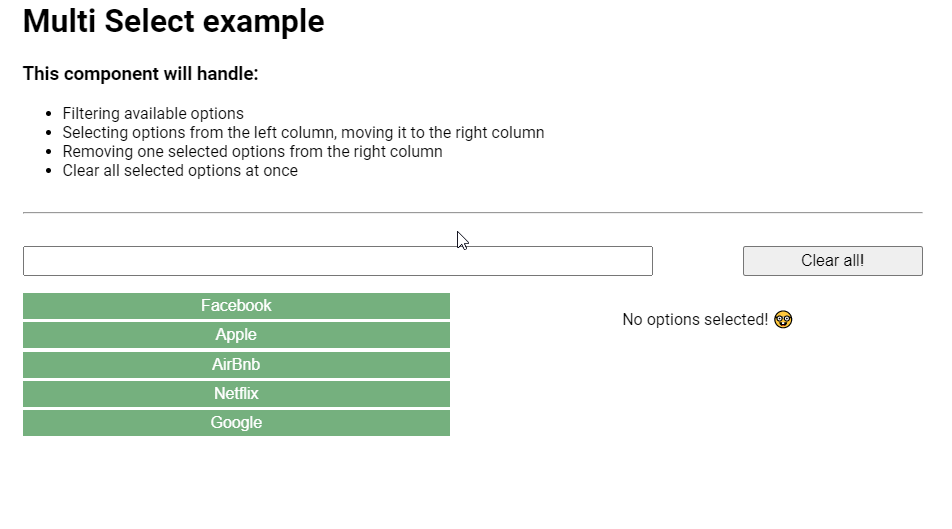 Multi Select example
This component will handle:
Filtering available options
Selecting options from the left column, moving it to the right column
Removing one selected options from the right column
Clear all selected options at once
Clear all!
Facebook
No options selected! 🤓
Apple
AirBnb
Netflix
Google